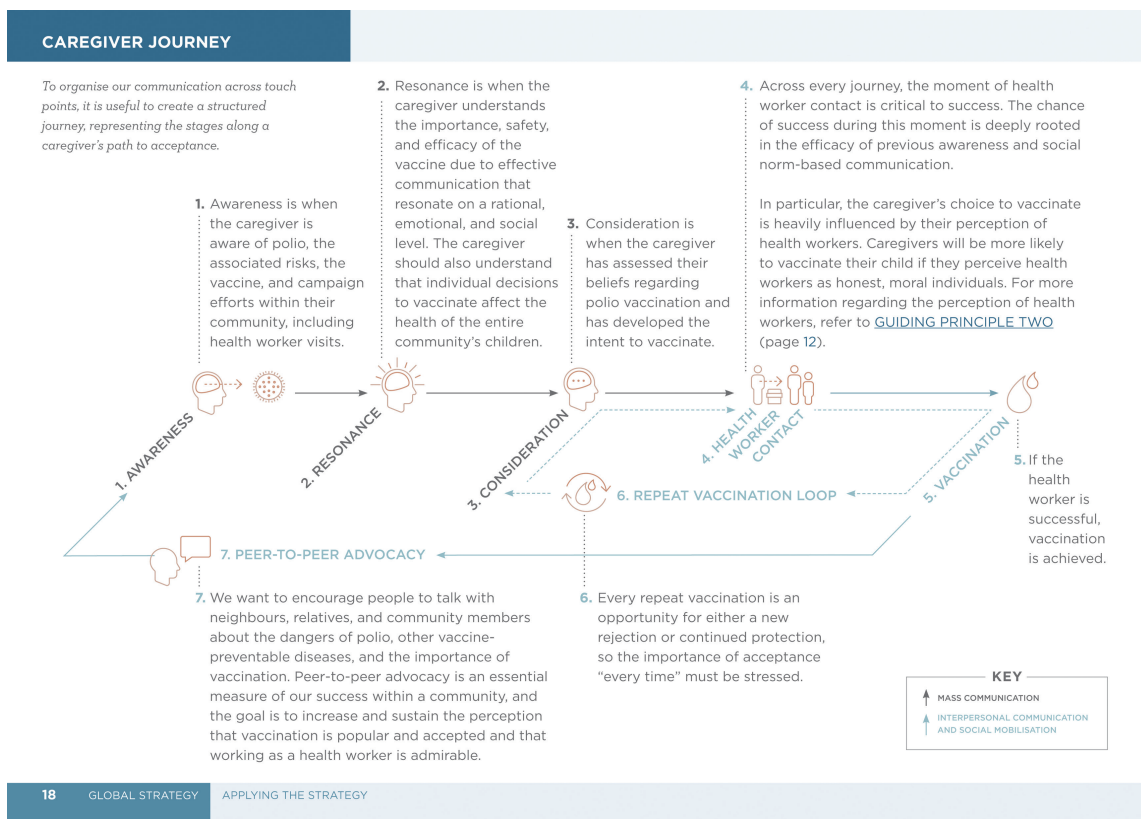 CAREGIVER JOURNEY
To organise our communication across touch
points, it is useful to create a structured
journey, representing the stages along a
caregiver's path to acceptance.
1. Awareness is when
the caregiver is
aware of polio, the
associated risks, the
vaccine, and campaign
efforts within their
community, including
health worker visits.
2. Resonance is when the
caregiver understands
the importance, safety,
and efficacy of the
vaccine due to effective
communication that
resonate on a rational,
emotional, and social
level. The caregiver
should also understand
that individual decisions
to vaccinate affect the
health of the entire
community's children.
3. Consideration is
when the caregiver
has assessed their
beliefs regarding
polio vaccination and
has developed the
intent to vaccinate.
4. Across every journey, the moment of health
worker contact is critical to success. The chance
of success during this moment is deeply rooted
in the efficacy of previous awareness and social
norm-based communication.
In particular, the caregiver's choice to vaccinate
is heavily influenced by their perception of
health workers. Caregivers will be more likely
to vaccinate their child if they perceive health
workers as honest, moral individuals. For more
information regarding the perception of health
workers, refer to GUIDING PRINCIPLE TWO
(page 12).
1. AWARENESS
2. RESONANCE
3. CONSIDERATION
4. HEALTH
WORKER
CONTACT
5. VACCINATION
5. If the
health
worker is
successful,
vaccination
is achieved.
6. REPEAT VACCINATION LOOP
7. PEER-TO-PEER ADVOCACY
7. We want to encourage people to talk with
neighbours, relatives, and community members
about the dangers of polio, other vaccine-
preventable diseases, and the importance of
vaccination. Peer-to-peer advocacy is an essential
measure of our success within a community, and
the goal is to increase and sustain the perception
that vaccination is popular and accepted and that
working as a health worker is admirable.
6. Every repeat vaccination is an
opportunity for either a new
rejection or continued protection,
so the importance of acceptance
"every time" must be stressed.
KEY
MASS COMMUNICATION
INTERPERSONAL COMMUNICATION
AND SOCIAL MOBILISATION
18 GLOBAL STRATEGY APPLYING THE STRATEGY